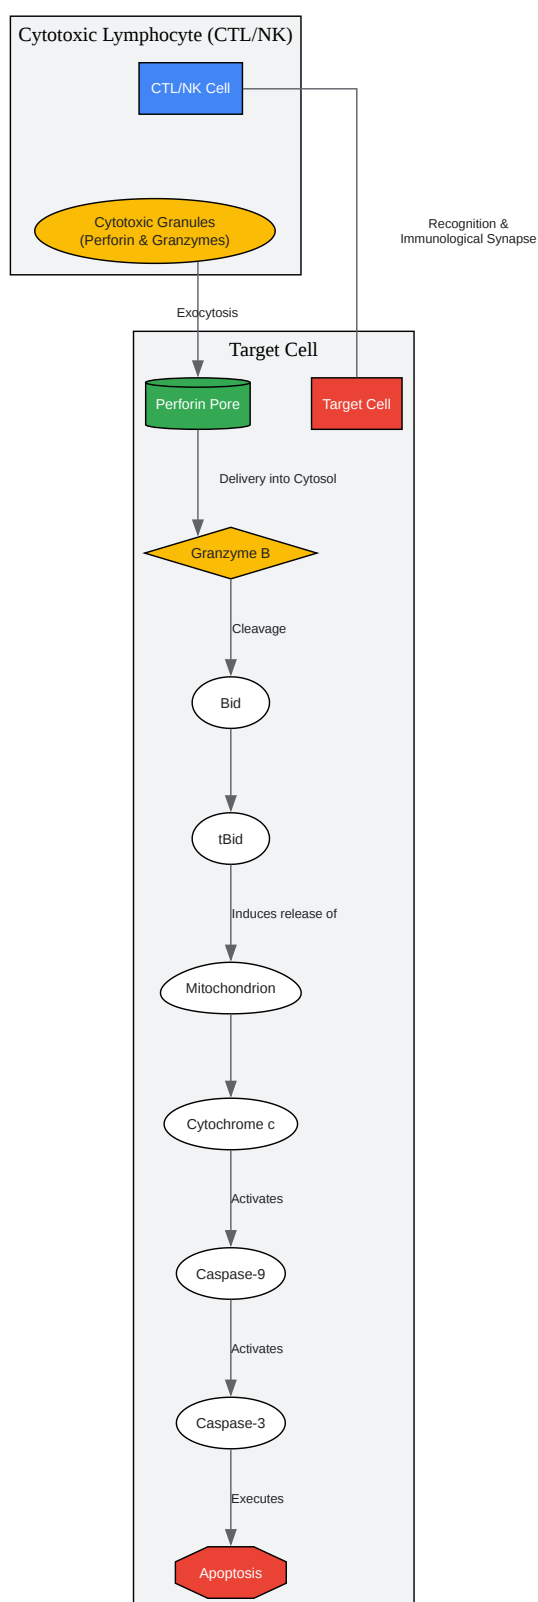 Cytotoxic Lymphocyte (CTL/NK)
CTL/NK Cell
Cytotoxic Granules
(Perforin & Granzymes)
Recognition &
Immunological Synapse
Exocytosis
Target Cell
Perforin Pore
Target Cell
Delivery into Cytosol
Granzyme B
Cleavage
Bid
tBid
Induces release of
Mitochondrion
Cytochrome c
Activates
Caspase-9
Activates
Caspase-3
Executes
Apoptosis